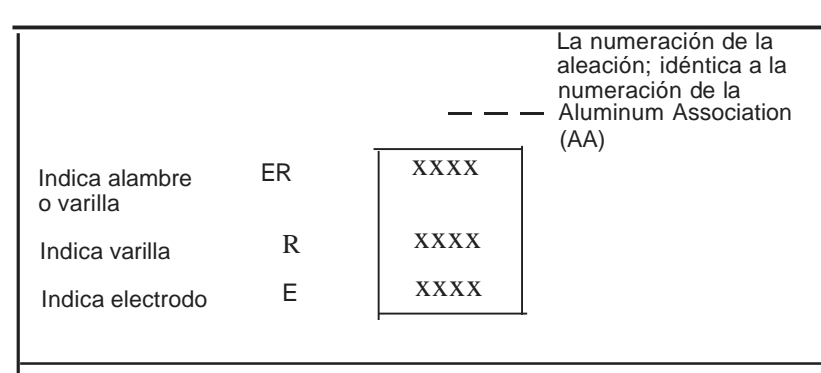 La numeración de la
aleación; idéntica a la
numeración de la
Aluminum Association
(AA)
Indica alambre
o varilla
ER
XXXX
Indica varilla
R
XXXX
Indica electrodo
E
XXXX